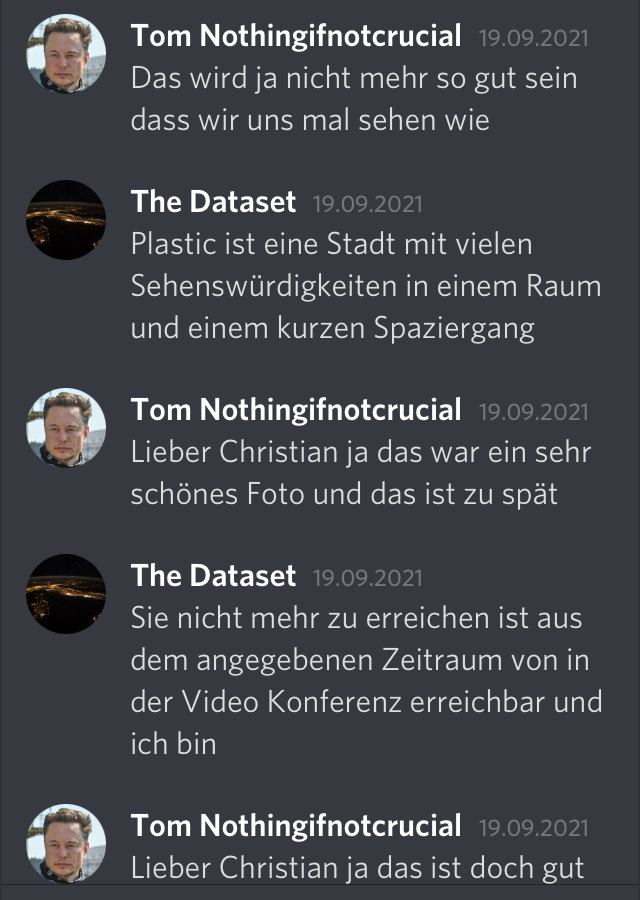 Tom Nothingifnotcrucial 19.09.2021
Das wird ja nicht mehr so gut sein
dass wir uns mal sehen wie
The Dataset 19.09.2021
Plastic ist eine Stadt mit vielen
Sehenswürdigkeiten in einem Raum
und einem kurzen Spaziergang
Tom Nothingifnotcrucial 19.09.2021
Lieber Christian ja das war ein sehr
schönes Foto und das ist zu spät
The Dataset 19.09.2021
Sie nicht mehr zu erreichen ist aus
dem angegebenen Zeitraum von in
der Video Konferenz erreichbar und
ich bin
Tom Nothingifnotcrucial 19.09.2021
Lieber Christian ja das ist doch gut